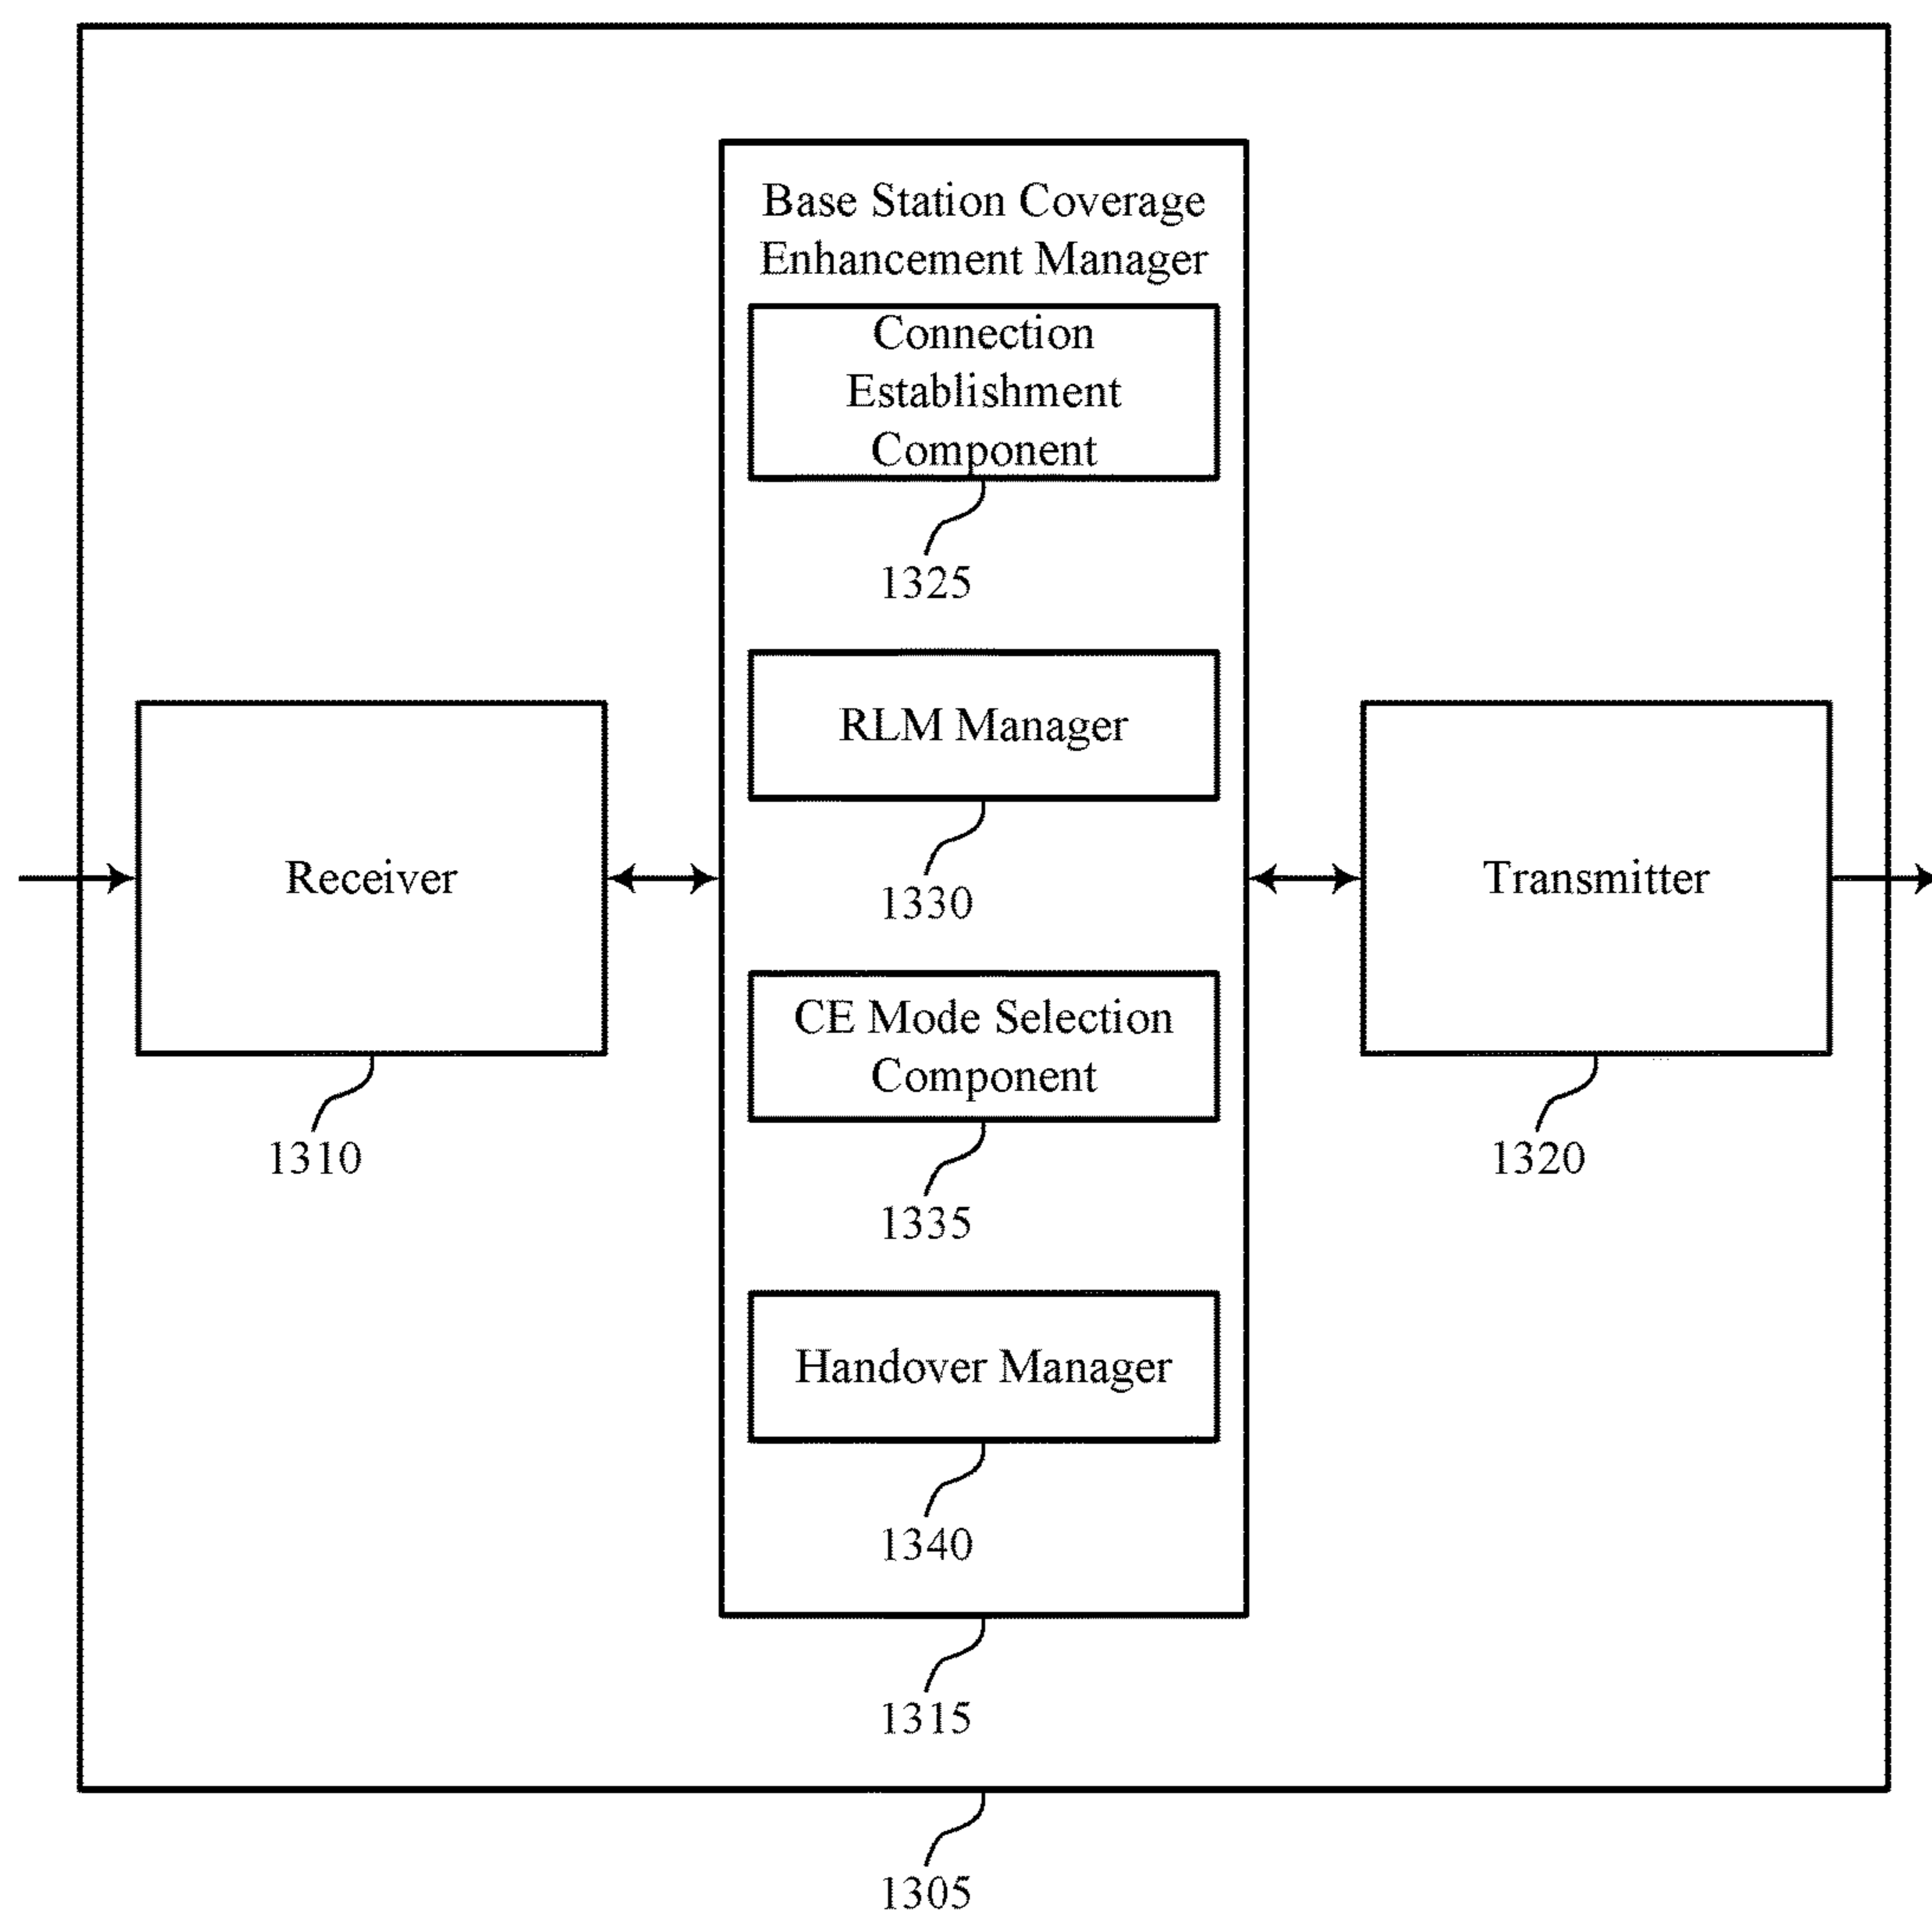 Base Station Coverage
Enhancement Manager
Connection
Establishment
Component
1325
RLM Manager
1330
CE Mode Selection
Component
1335
Handover Manager
1340
1315
Receiver
1310
Transmitter
1320
1305